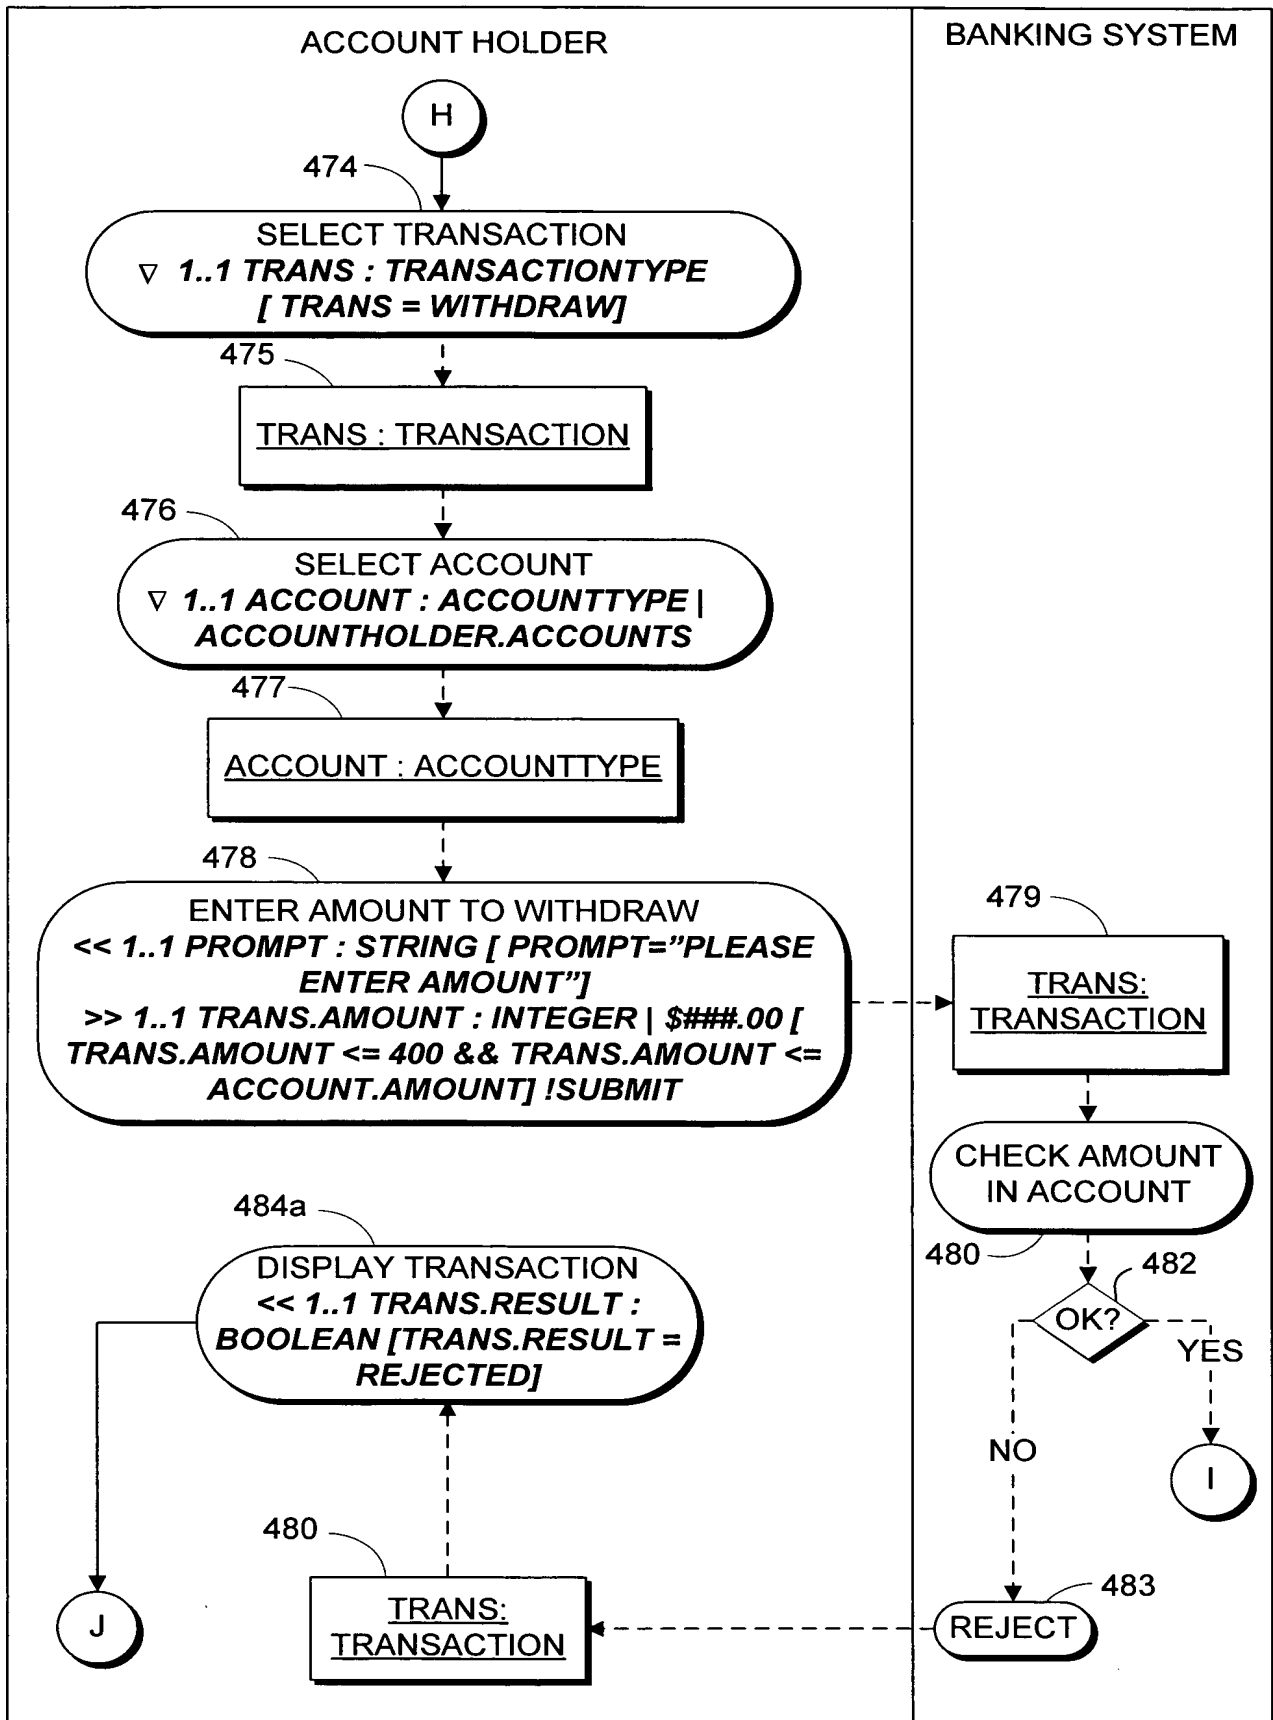 ACCOUNT HOLDER
BANKING SYSTEM
H
474
SELECT TRANSACTION
∇ 1..1 TRANS : TRANSACTIONTYPE
[ TRANS = WITHDRAW]
475
TRANS : TRANSACTION
476
SELECT ACCOUNT
∇ 1..1 ACCOUNT : ACCOUNTTYPE |
ACCOUNTHOLDER.ACCOUNTS
477
ACCOUNT : ACCOUNTTYPE
478
ENTER AMOUNT TO WITHDRAW
<< 1..1 PROMPT : STRING [ PROMPT=”PLEASE
ENTER AMOUNT”]
>> 1..1 TRANS.AMOUNT : INTEGER | $###.00 [
TRANS.AMOUNT <= 400 && TRANS.AMOUNT <=
ACCOUNT.AMOUNT] !SUBMIT
479
TRANS:
TRANSACTION
CHECK AMOUNT
IN ACCOUNT
480
482
OK?
YES
NO
I
484a
DISPLAY TRANSACTION
<< 1..1 TRANS.RESULT :
BOOLEAN [TRANS.RESULT =
REJECTED]
480
TRANS:
TRANSACTION
483
REJECT
J